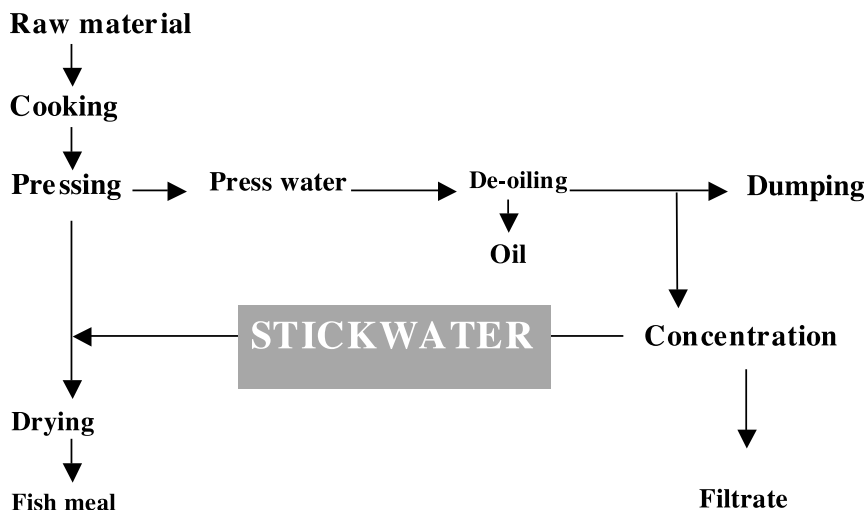 Raw material
Cooking
Pressing
Press water
De-oiling
Dumping
Oil
STICKWATER
Concentration
Drying
Fish meal
Filtrate